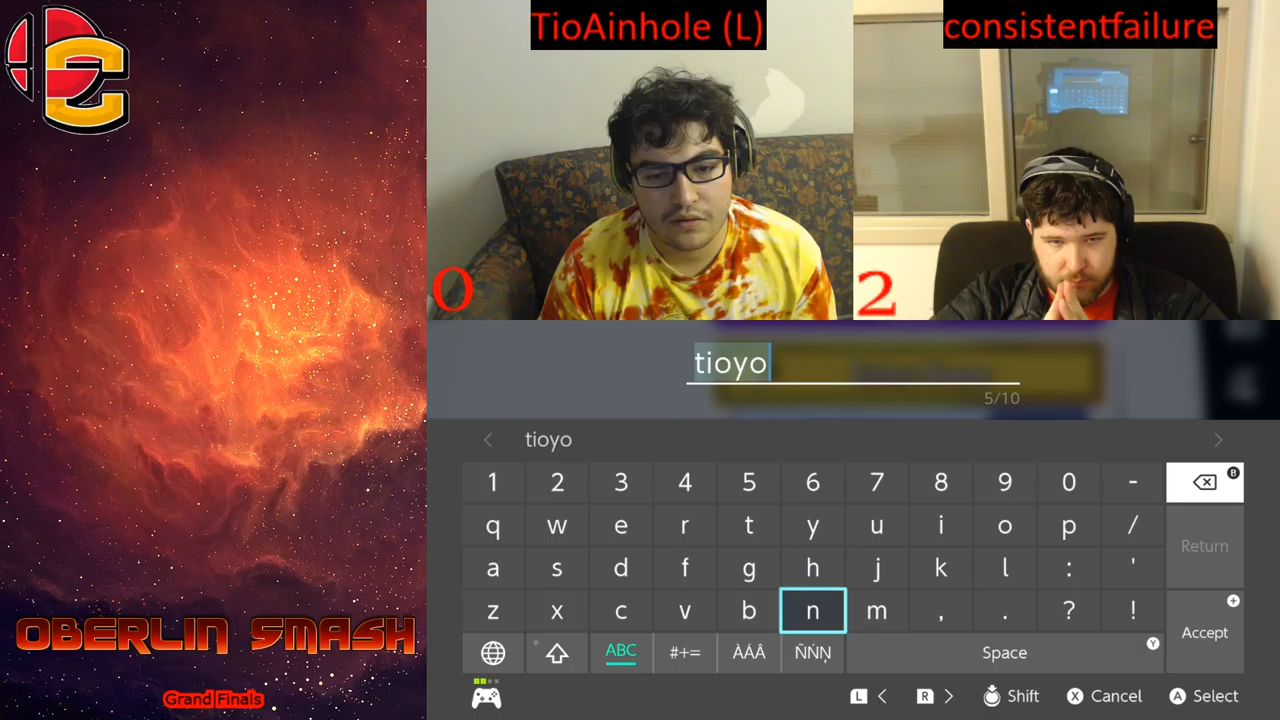 TioAinhole (L)
consistentfailure
0
2
tioyo
5/10
tioyo
1 2 3 4 5 6 7 8 9 0 -
B
q w e r t y u i o p /
Return
a s d f g h j k l : '
z x c v b n m , . ? !
Accept
ABC #+= ÀÁÂ ÑŃŅ Space Y
L R Shift X Cancel A Select
OBERLIN SMASH
Grand Finals